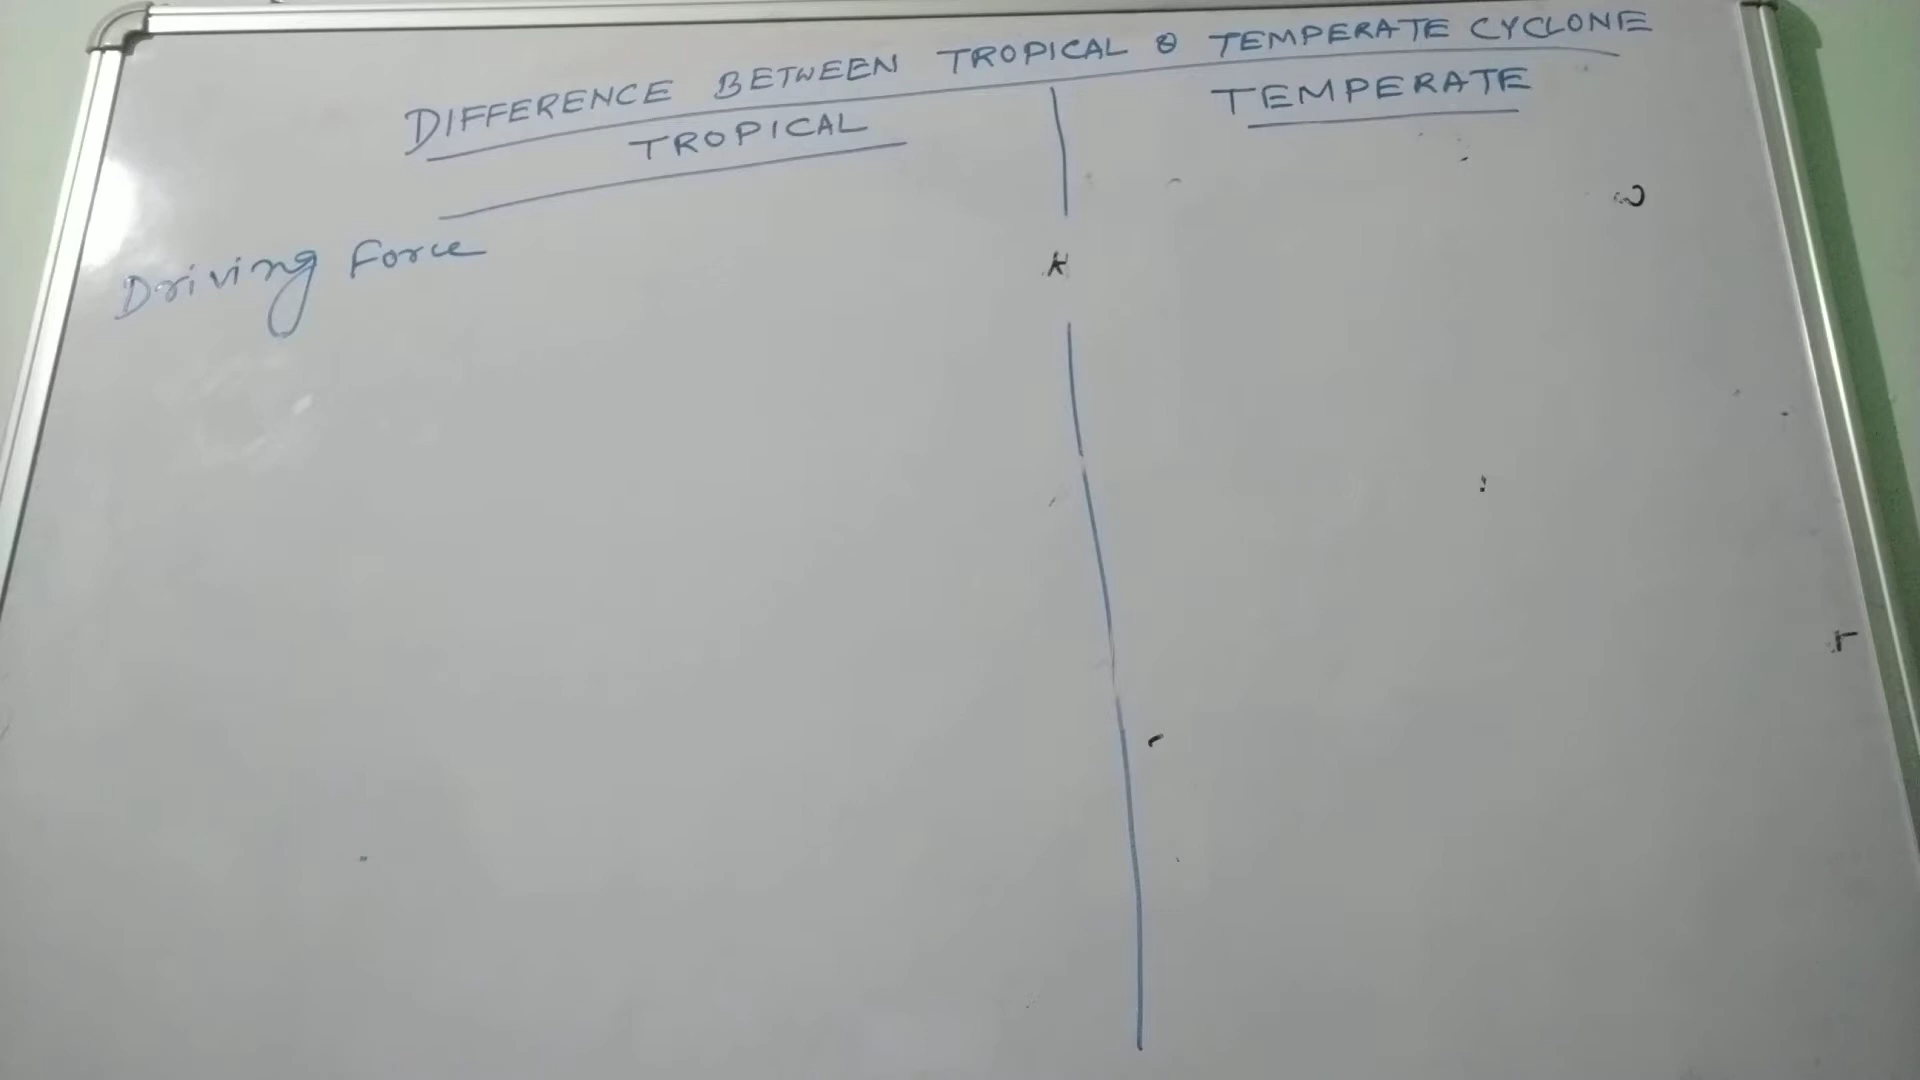 DIFFERENCE BETWEEN TROPICAL & TEMPERATE CYCLONE
TROPICAL
TEMPERATE
Driving Force